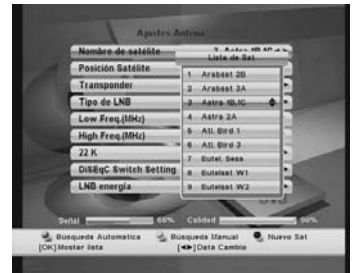 Ajustes Antena
Nombre de satélite
Posición Satélite
Transponder
Tipo de LNB
Low Freq.(MHz)
High Freq.(MHz)
22 K
DiSEqC Switch Setting
LNB energía
Lista de Sat
1 Arabsat 2B
2 Arabsat 3A
3 Astra 1B,1C
4 Astra 2A
5 Atl. Bird 1
6 Atl. Bird 3
7 Eutel. Sesa
8 Eutelsat W1
9 Eutelsat W2
Señal 60% Calided 90%
Búsqueda Automatica Búsqueda Manual Nuevo Sat
[OK]Mostar lista [◄►]Data Cambio